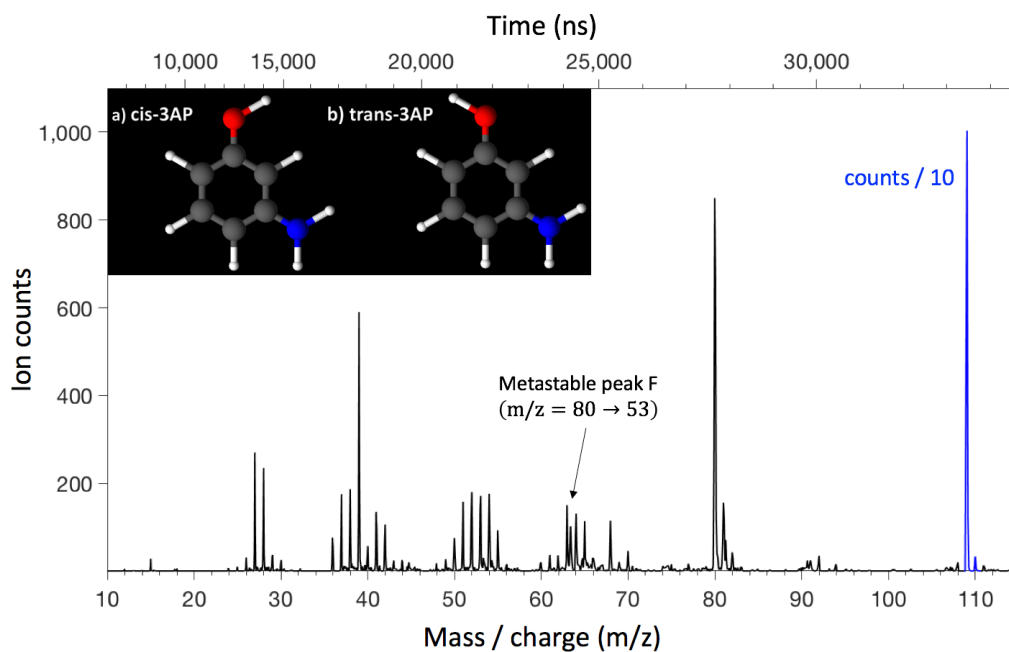 Time (ns)
10,000 15,000 20,000 25,000 30,000
a) cis-3AP b) trans-3AP
1,000
counts / 10
800
Ion counts
600
400
Metastable peak F
(m/z = 80 → 53)
200
10 20 30 40 50 60 70 80 90 100 110
Mass / charge (m/z)